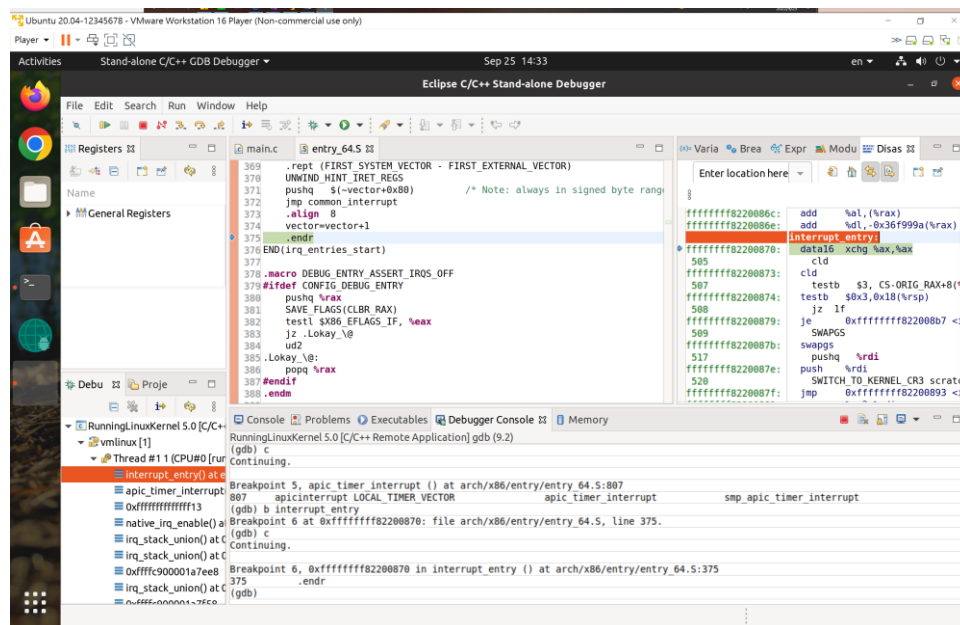 Ubuntu 20.04-12345678 - VMware Workstation 16 Player (Non-commercial use only)
Player
Activities
Stand-alone C/C++ GDB Debugger
Sep 25 14:33
en
Eclipse C/C++ Stand-alone Debugger
File Edit Search Run Window Help
Registers
Name
General Registers
main.c
entry_64.S
369 .rept (FIRST_SYSTEM_VECTOR - FIRST_EXTERNAL_VECTOR)
370 UNWIND_HINT_IRET_REGS
371 pushq $(~vector+0x80) /* Note: always in signed byte rang
372 jmp common_interrupt
373 .align 8
374 vector=vector+1
375 .endr
376 END(irq_entries_start)
377
378 .macro DEBUG_ENTRY_ASSERT_IRQS_OFF
379 #ifdef CONFIG_DEBUG_ENTRY
380 pushq %rax
381 SAVE_FLAGS(CLBR_RAX)
382 testl $X86_EFLAGS_IF, %eax
383 jz .Lokay_\@
384 ud2
385 .Lokay_\@:
386 popq %rax
387 #endif
388 .endm
Varia Brea Expr Modu Disas
Enter location here
ffffffff8220086c: add %al,(%rax)
ffffffff8220086e: add %dl,-0x36f999a(%rax)
interrupt_entry:
ffffffff82200870: data16 xchg %ax,%ax
505 cld
ffffffff82200873: cld
507 testb $3, CS-ORIG_RAX+8(%
ffffffff82200874: testb $0x3,0x18(%rsp)
508 jz 1f
ffffffff82200879: je 0xffffffff822008b7 <i
509 SWAPGS
ffffffff8220087b: swapgs
517 pushq %rdi
ffffffff8220087e: push %rdi
520 SWITCH_TO_KERNEL_CR3 scrat
ffffffff8220087f: jmp 0xffffffff82200893 <i
Debu
Proje
RunningLinuxKernel 5.0 [C/C++
vmlinux [1]
Thread #1 1 (CPU#0 [run
interrupt_entry() at e
apic_timer_interrupt
0xffffffffffffff13
native_irq_enable() a
irq_stack_union() at 0
irq_stack_union() at 0
0xffffc900001a7ee8
irq_stack_union() at 0
0xffffc900001a7f58
Console Problems Executables Debugger Console Memory
RunningLinuxKernel 5.0 [C/C++ Remote Application] gdb (9.2)
(gdb) c
Continuing.
Breakpoint 5, apic_timer_interrupt () at arch/x86/entry/entry_64.S:807
807 apicinterrupt LOCAL_TIMER_VECTOR apic_timer_interrupt smp_apic_timer_interrupt
(gdb) b interrupt_entry
Breakpoint 6 at 0xffffffff82200870: file arch/x86/entry/entry_64.S, line 375.
(gdb) c
Continuing.
Breakpoint 6, 0xffffffff82200870 in interrupt_entry () at arch/x86/entry/entry_64.S:375
375 .endr
(gdb)